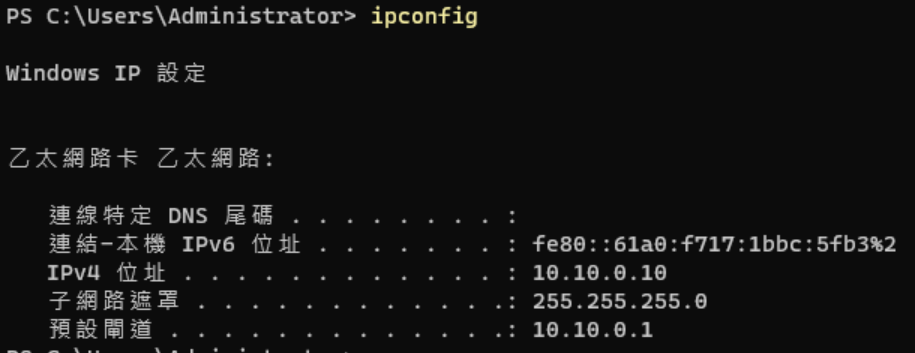 PS C:\Users\Administrator> ipconfig
Windows IP 設定
乙太網路卡 乙太網路:
連線特定 DNS 尾碼 . . . . . . . . :
連結-本機 IPv6 位址 . . . . . . . : fe80::61a0:f717:1bbc:5fb3%2
IPv4 位址 . . . . . . . . . . . . : 10.10.0.10
子網路遮罩 . . . . . . . . . . . .: 255.255.255.0
預設閘道 . . . . . . . . . . . . .: 10.10.0.1